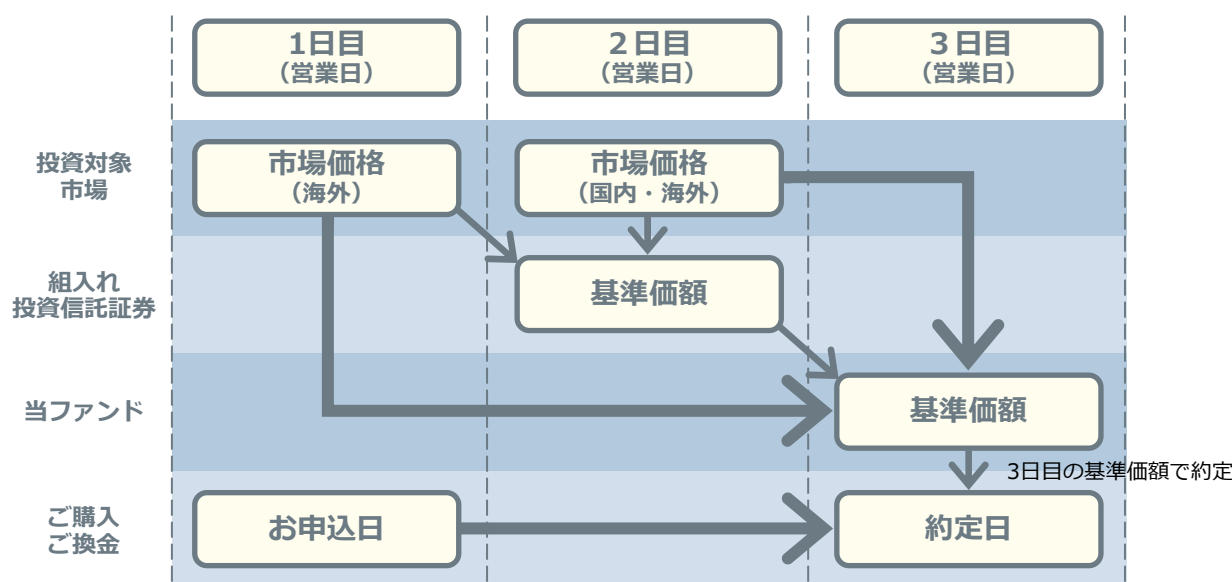 1日目
（営業日）
２日目
（営業日）
３日目
（営業日）
投資対象
市場
市場価格
（海外）
市場価格
（国内・海外）
組入れ
投資信託証券
基準価額
当ファンド
基準価額
3日目の基準価額で約定
ご購入
ご換金
お申込日
約定日